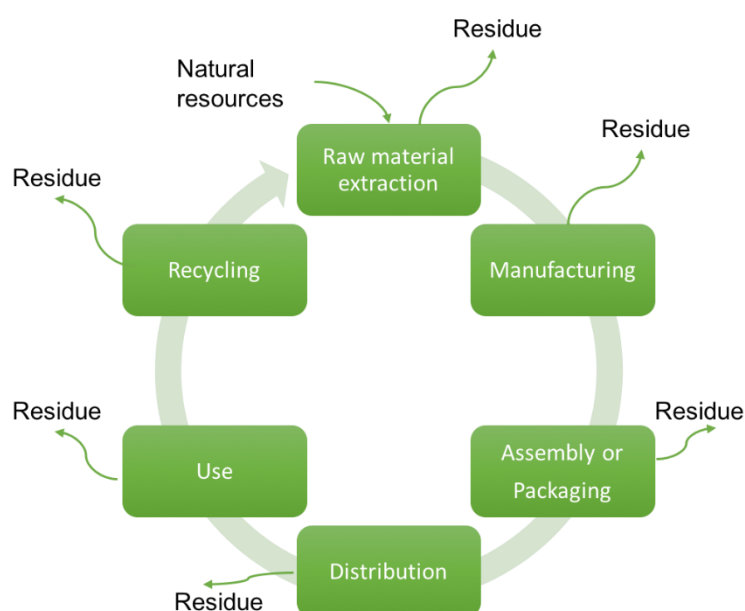 Residue
Natural
resources
Residue
Raw material
extraction
Residue
Recycling
Manufacturing
Residue
Residue
Use
Assembly or
Packaging
Distribution
Residue